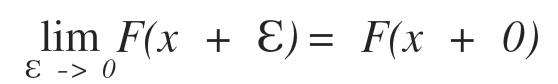 lim F(x + Ɛ) = F(x + 0)
Ɛ -> 0